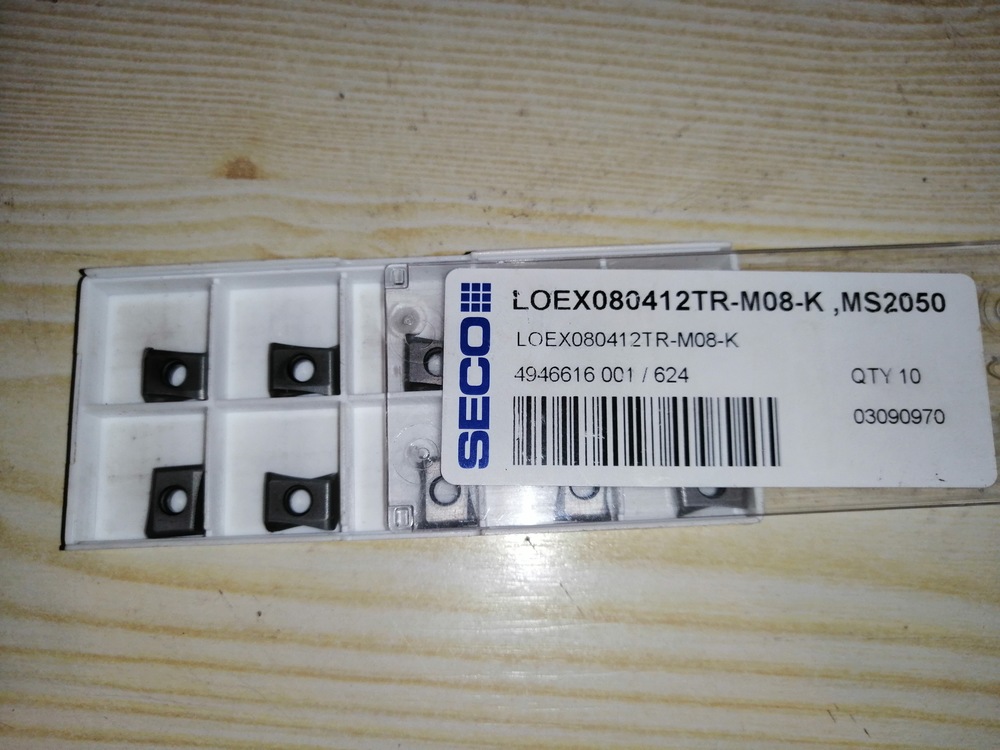 SECO
LOEX080412TR-M08-K ,MS2050
LOEX080412TR-M08-K
4946616 001 / 624
QTY 10
03090970